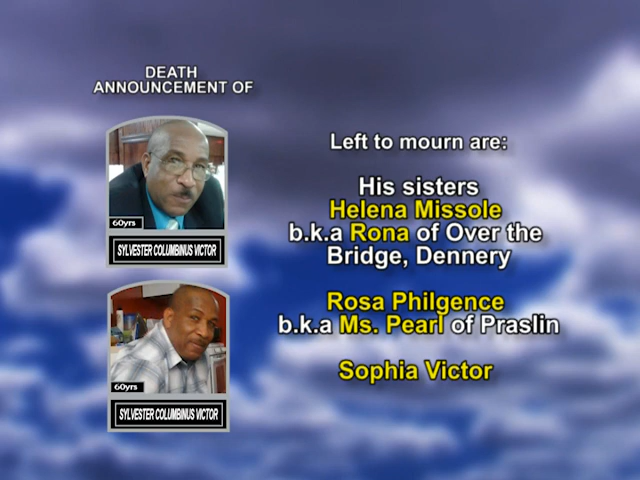 DEATH
ANNOUNCEMENT OF
60yrs
SYLVESTER COLUMBINUS VICTOR
60yrs
SYLVESTER COLUMBINUS VICTOR
Left to mourn are:
His sisters
Helena Missole
b.k.a Rona of Over the
Bridge, Dennery
Rosa Philgence
b.k.a Ms. Pearl of Praslin
Sophia Victor